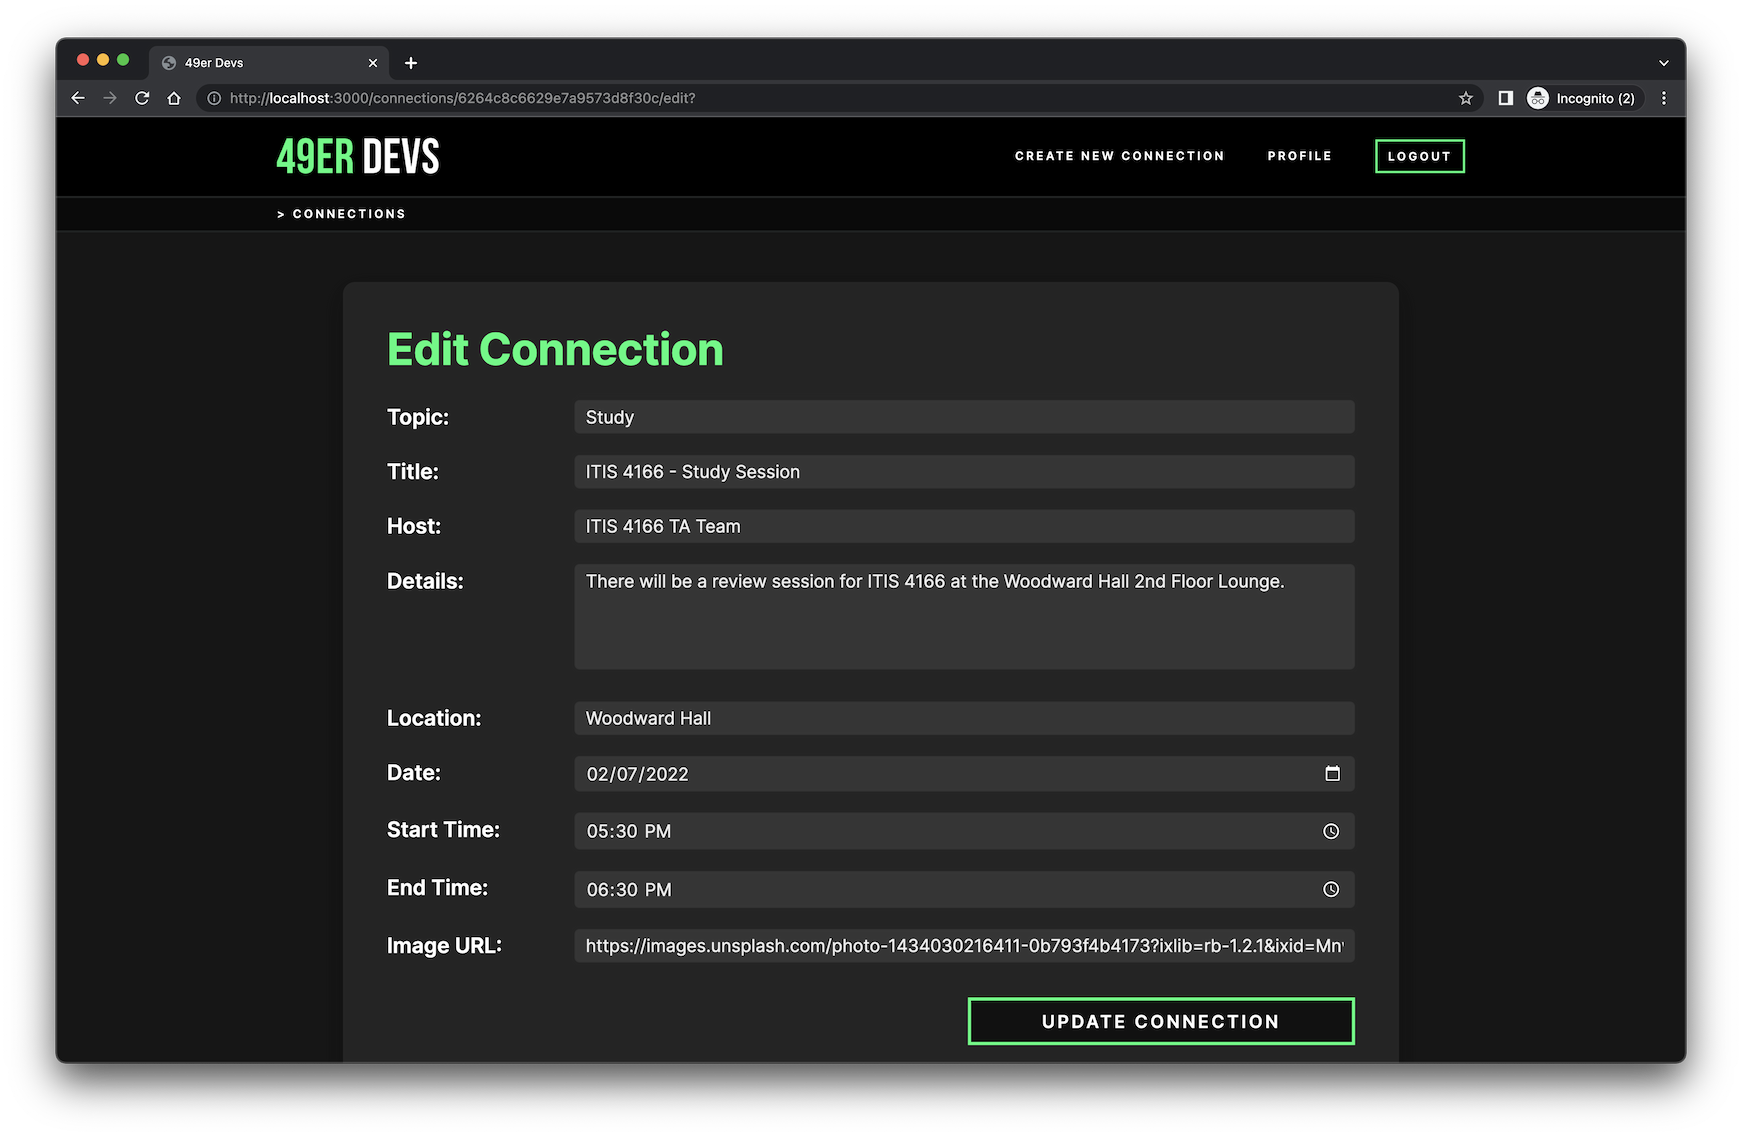 49er Devs
http://localhost:3000/connections/6264c8c6629e7a9573d8f30c/edit?
Incognito (2)
49ER DEVS
CREATE NEW CONNECTION PROFILE LOGOUT
> CONNECTIONS
Edit Connection
Topic: Study
Title: ITIS 4166 - Study Session
Host: ITIS 4166 TA Team
Details: There will be a review session for ITIS 4166 at the Woodward Hall 2nd Floor Lounge.
Location: Woodward Hall
Date: 02/07/2022
Start Time: 05:30 PM
End Time: 06:30 PM
Image URL: https://images.unsplash.com/photo-1434030216411-0b793f4b4173?ixlib=rb-1.2.1&ixid=Mn
UPDATE CONNECTION